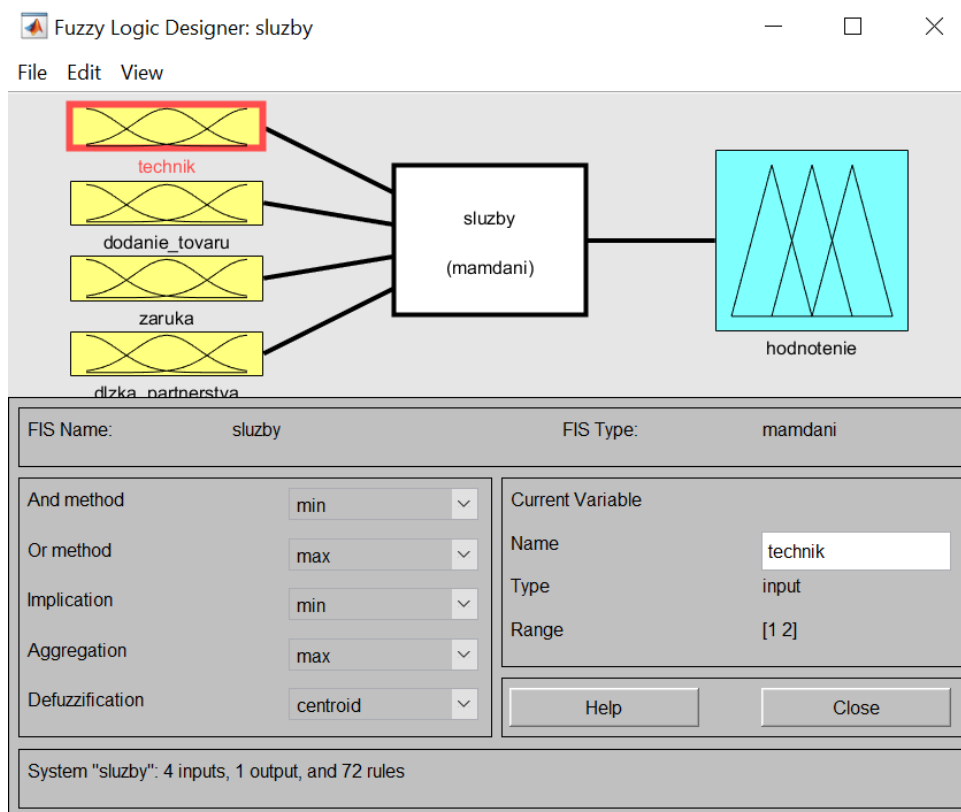 Fuzzy Logic Designer: sluzby
File Edit View
technik
dodanie_tovaru
zaruka
dlzka_partnerstva
sluzby
(mamdani)
hodnotenie
FIS Name: sluzby FIS Type: mamdani
And method min
Or method max
Implication min
Aggregation max
Defuzzification centroid
Current Variable
Name technik
Type input
Range [1 2]
Help Close
System "sluzby": 4 inputs, 1 output, and 72 rules